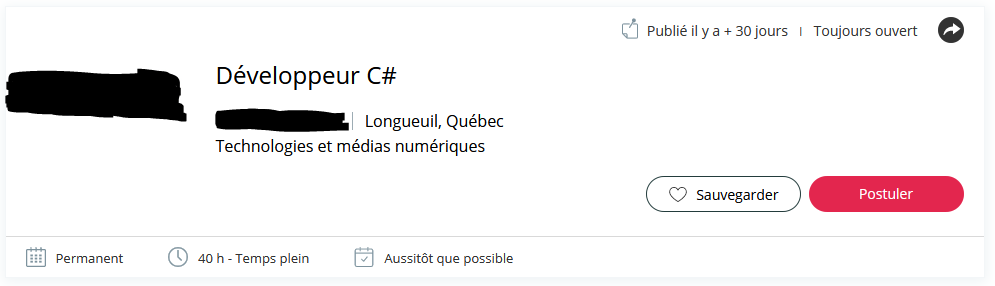 Publié il y a + 30 jours | Toujours ouvert
Développeur C#
Longueuil, Québec
Technologies et médias numériques
Sauvegarder
Postuler
Permanent
40 h - Temps plein
Aussitôt que possible